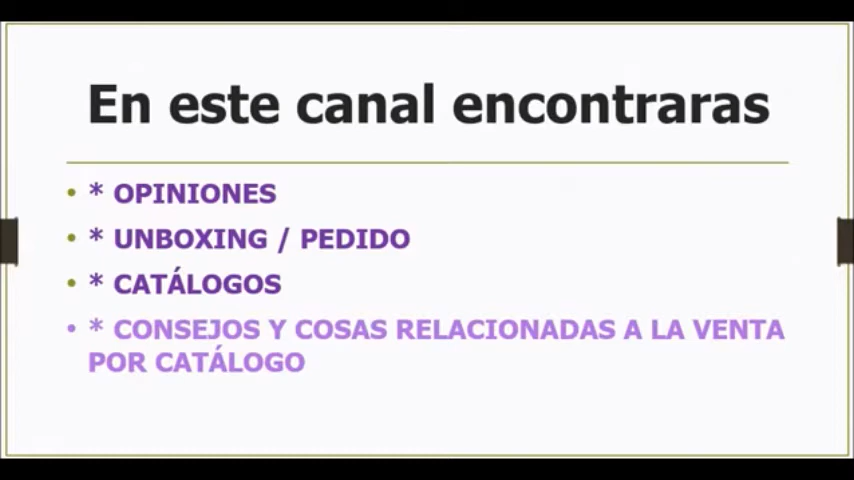 En este canal encontraras
• * OPINIONES
• * UNBOXING / PEDIDO
• * CATÁLOGOS
• * CONSEJOS Y COSAS RELACIONADAS A LA VENTA
POR CATÁLOGO